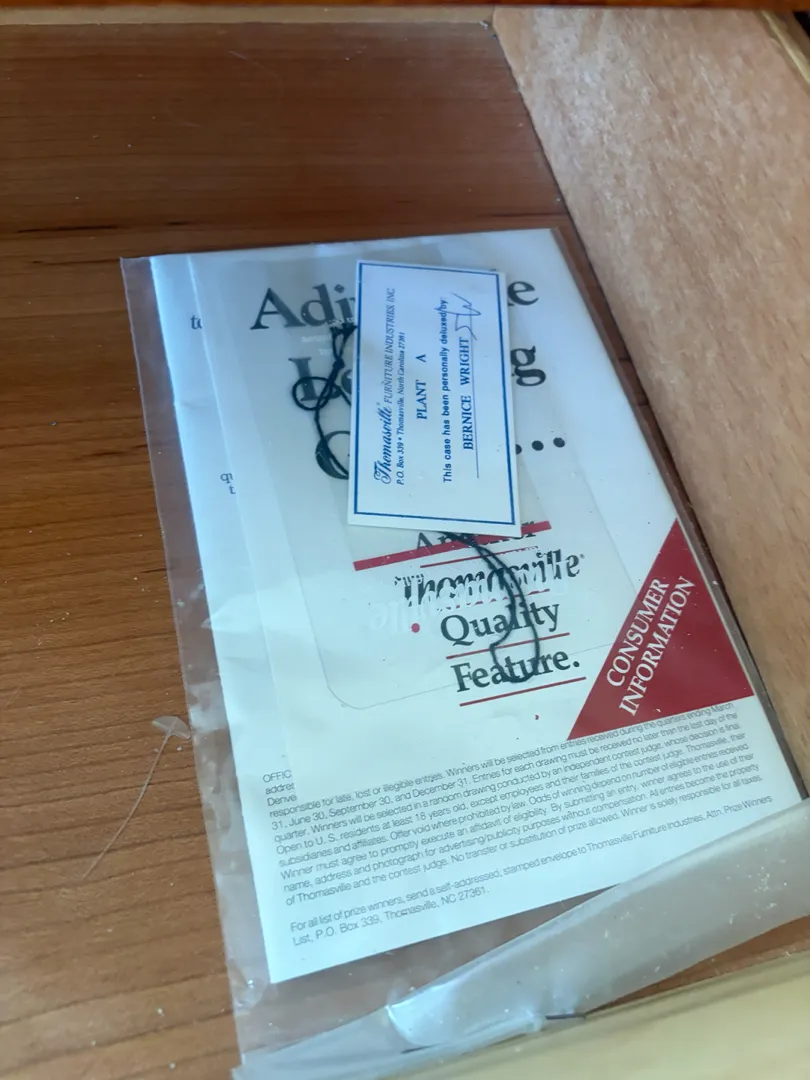 Thomasville® FURNITURE INDUSTRIES, INC
P.O. Box 339 • Thomasville, North Carolina 27361
PLANT A
This case has been personally deluxed by:
BERNICE WRIGHT
Thomasville®
Quality
Feature.
CONSUMER
INFORMATION
OFFIC
addres
Denve
responsible for late, lost or illegible entries. Winners will be selected from entries received during the quarters ending March
31, June 30, September 30, and December 31. Entries for each drawing must be received no later than the last day of the
quarter. Winners will be selected in a random drawing conducted by an independent contest judge, whose decision is final.
Open to U.S. residents at least 18 years old, except employees and their families of the contest judge, Thomasville, their
subsidiaries and affiliates. Offer void where prohibited by law. Odds of winning depend on number of eligible entries received.
Winner must agree to promptly execute an affidavit of eligibility. By submitting an entry, winner agrees to the use of their
name, address and photograph for advertising/publicity purposes without compensation. All entries become the property
of Thomasville and the contest judge. No transfer or substitution of prize allowed. Winner is solely responsible for all taxes.
For all list of prize winners, send a self-addressed, stamped envelope to Thomasville Furniture Industries, Attn. Prize Winners
List, P.O. Box 339, Thomasville, NC 27361.